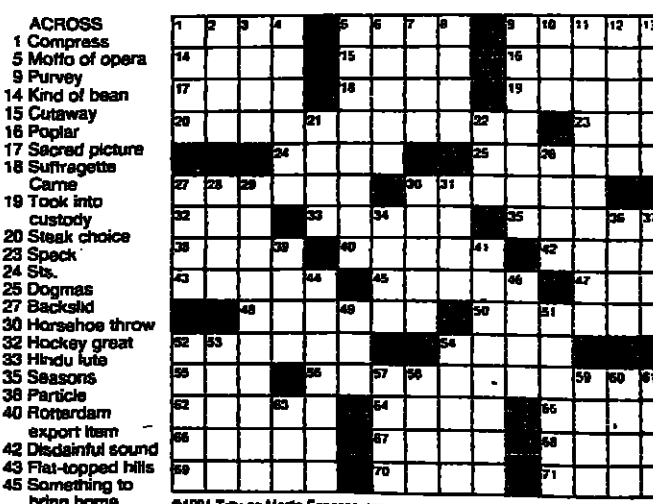 ACROSS
1 Compress
5 Motto of opera
9 Purvey
14 Kind of bean
15 Cutaway
16 Poplar
17 Sacred picture
18 Suffragette
Carrie
19 Took into
custody
20 Steak choice
23 Speck
24 Sts.
25 Dogmas
27 Backslid
30 Horsehoe throw
32 Hockey great
33 Hindu lute
35 Seasons
38 Particle
40 Rotterdam
export item
42 Disdainful sound
43 Flat-topped hills
45 Something to
bring home
1 2 3 4 5 6 7 8 9 10 11 12 13
14 15 16
17 18 19
20 21 22 23
24 25 26
27 28 29 30 31
32 33 34 35 36 37
38 39 40 41 42
43 44 45 46 47
48 49 50 51
52 53 54
55 56 57 58 59 60 61
62 63 64 65
66 67 68
69 70 71